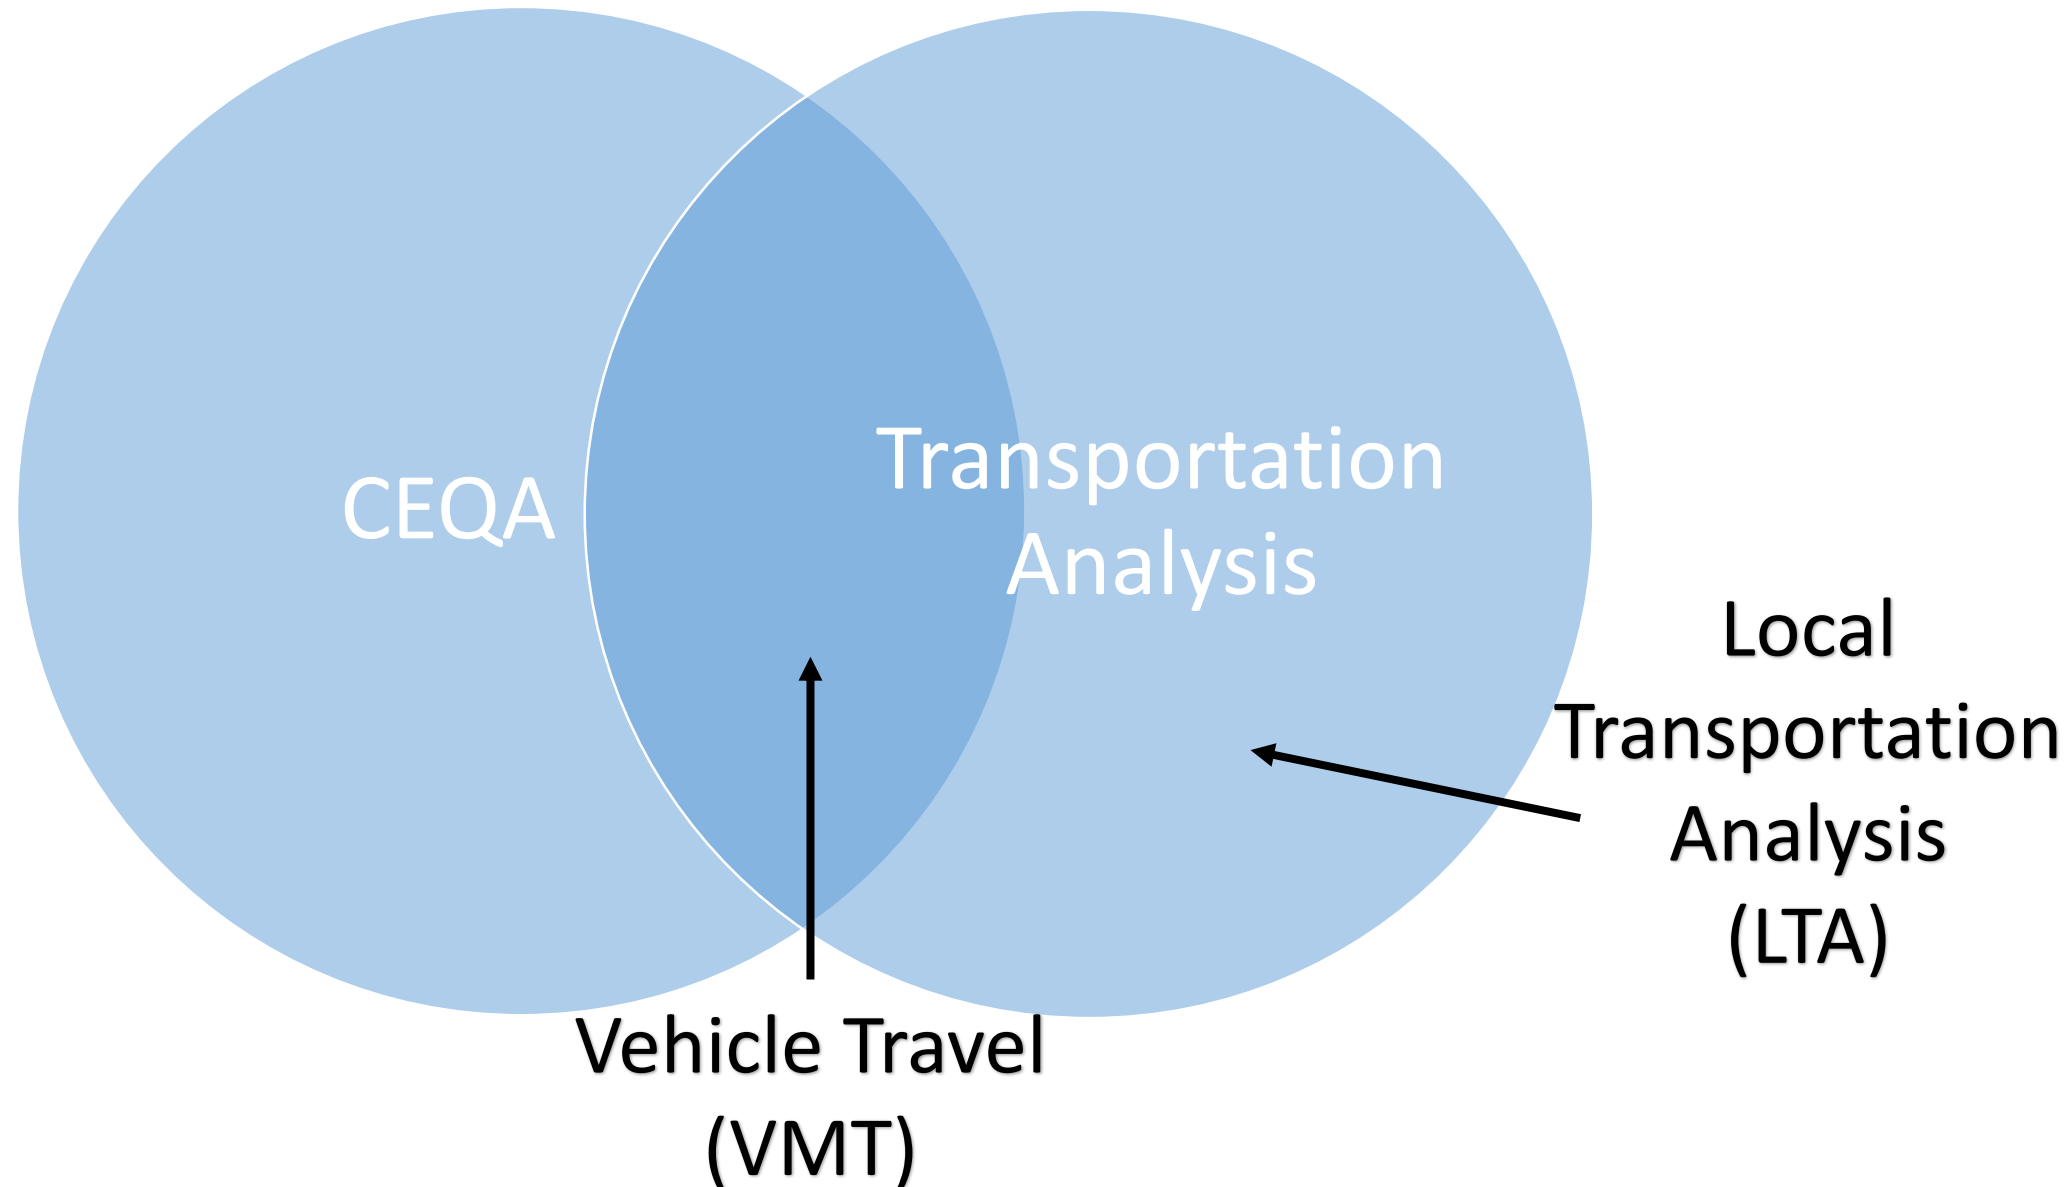 CEQA
Transportation
Analysis
Local
Transportation
Analysis
(LTA)
Vehicle Travel
(VMT)